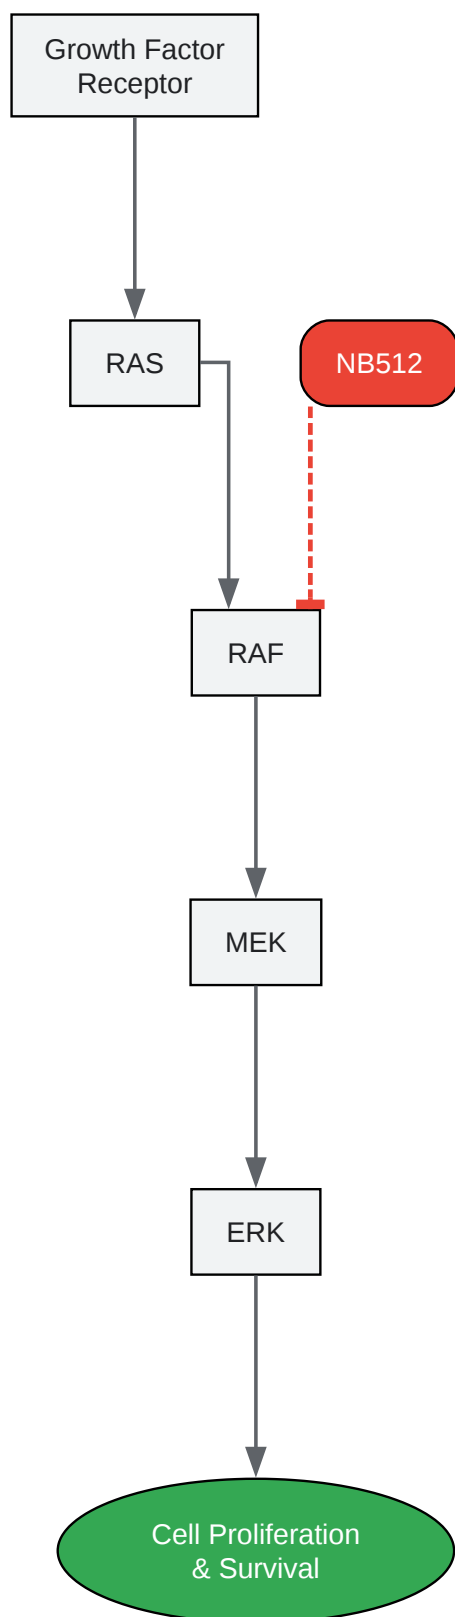 Growth Factor
Receptor
RAS
NB512
RAF
MEK
ERK
Cell Proliferation
& Survival